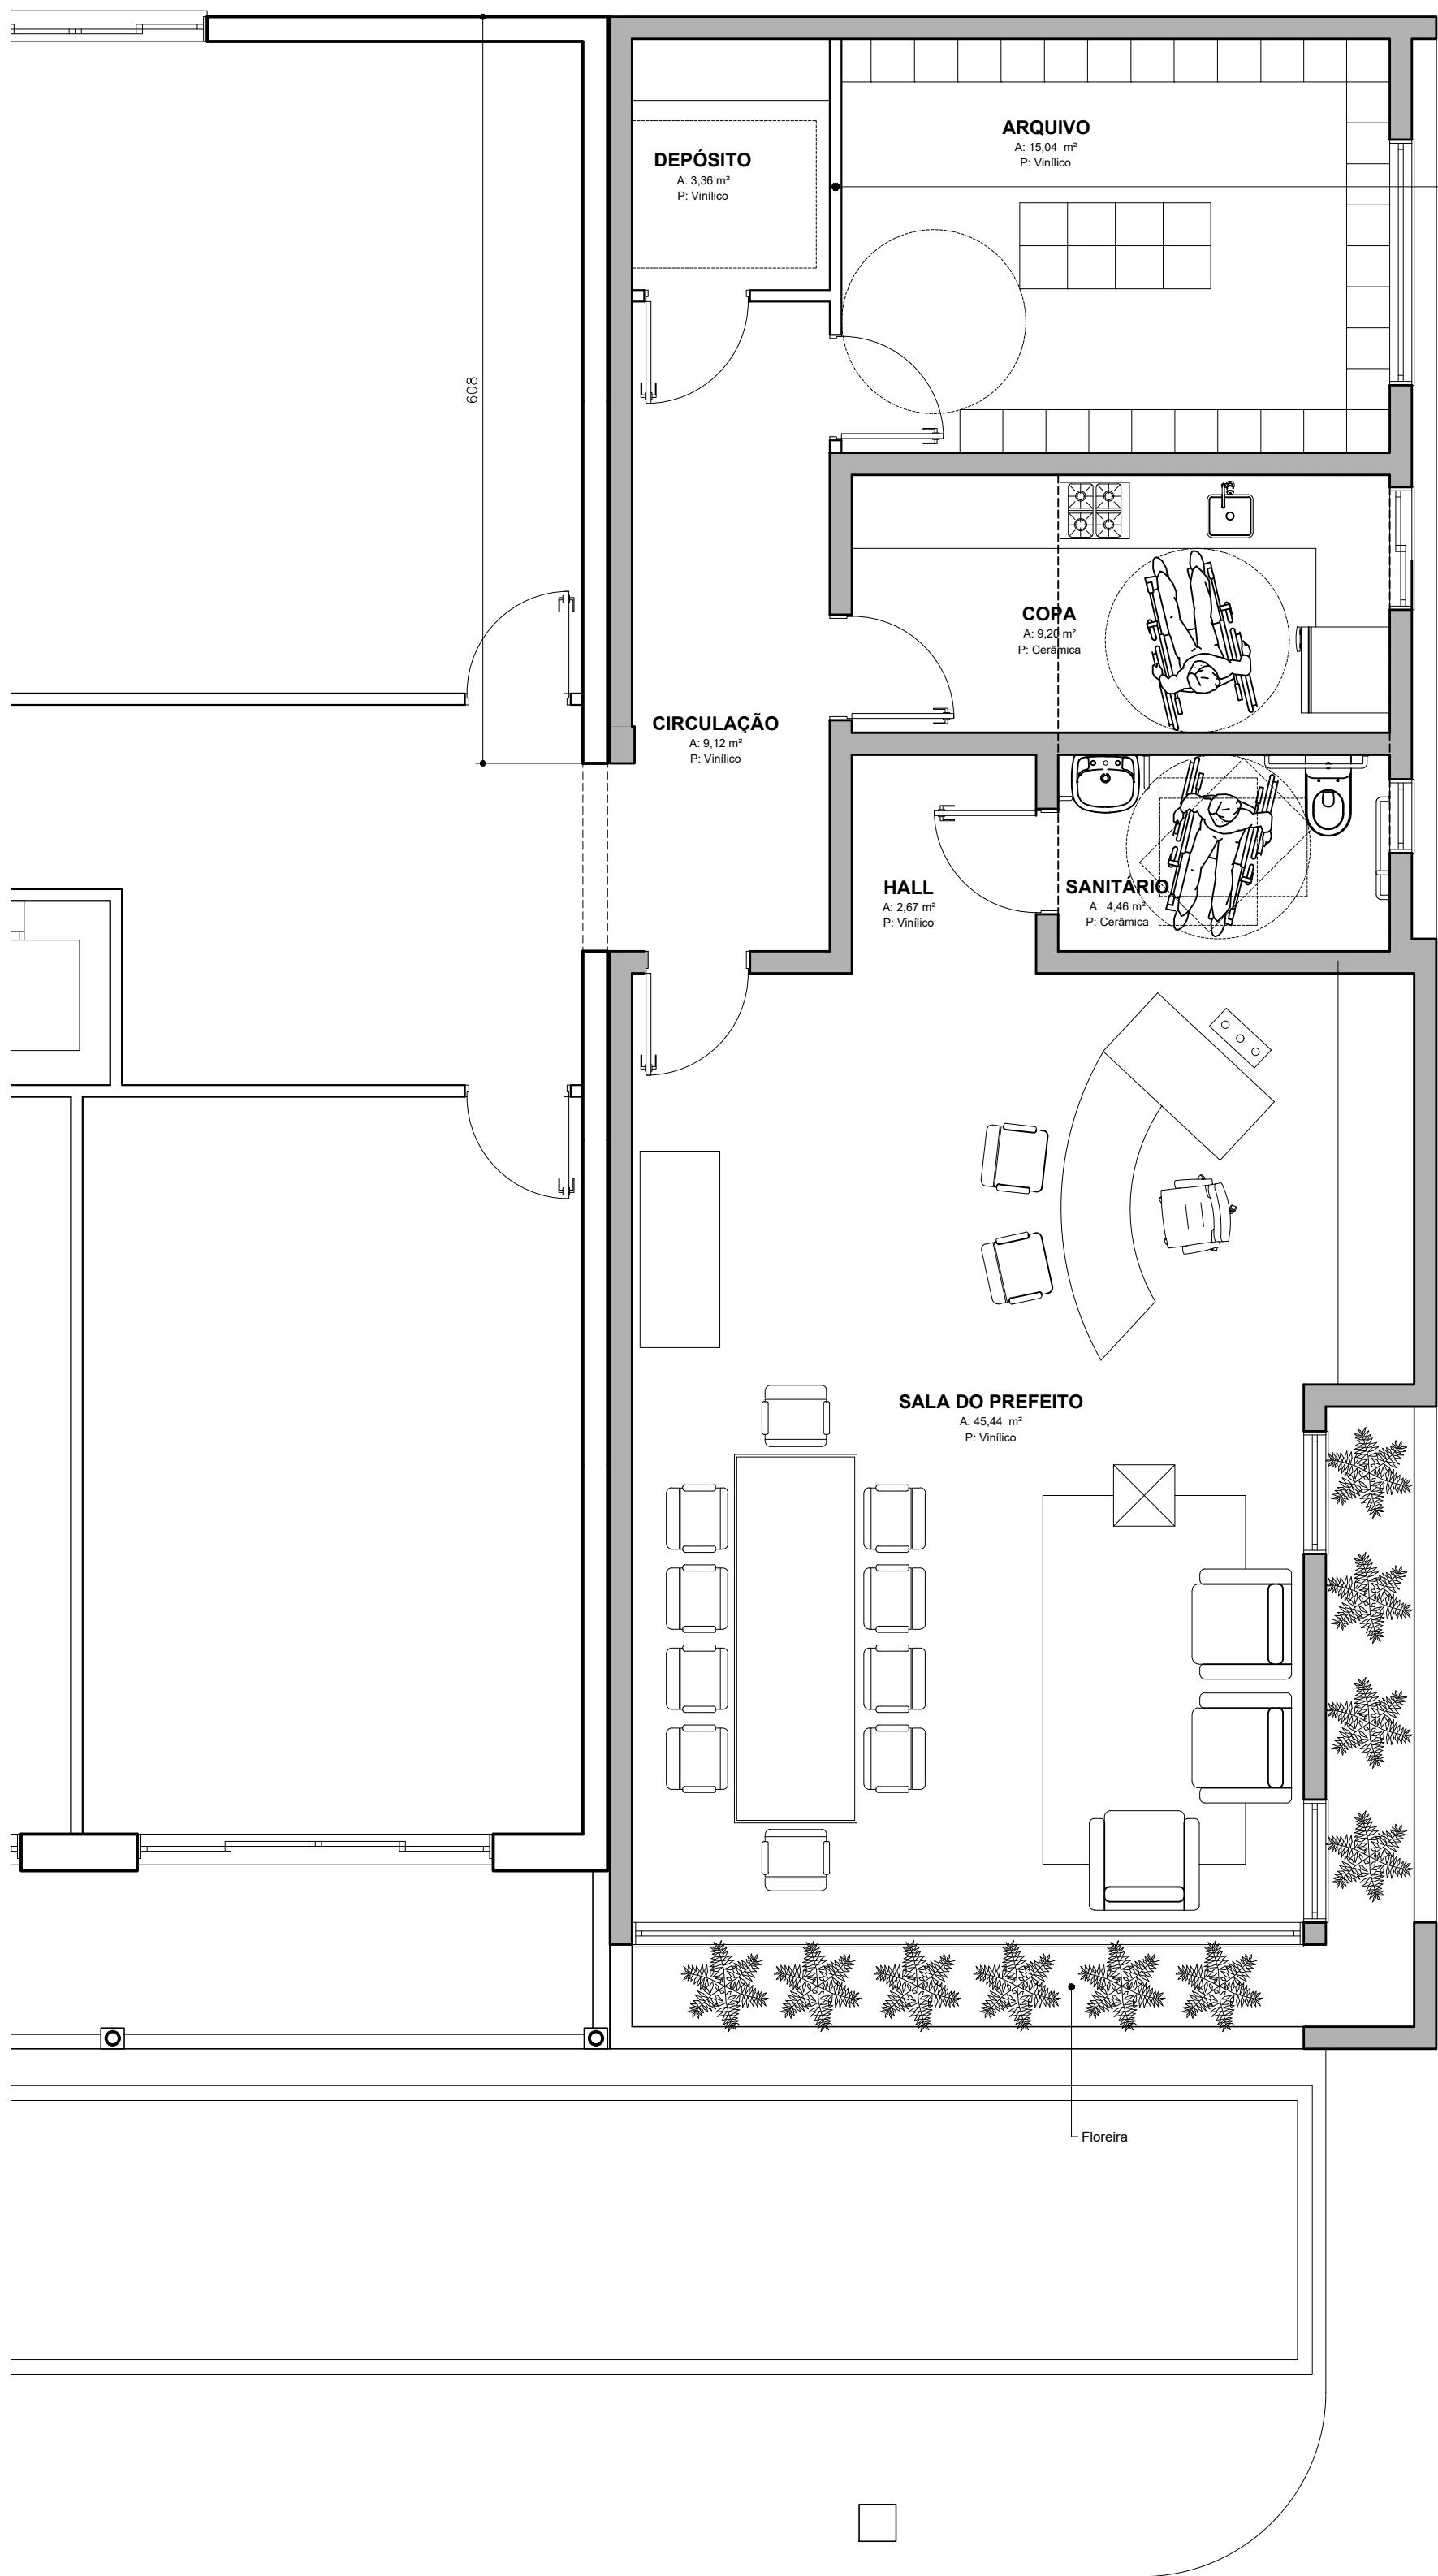 ARQUIVO
A: 15,04 m²
P: Vinílico
DEPÓSITO
A: 3,36 m²
P: Vinílico
608
COPA
A: 9,20 m²
P: Cerâmica
CIRCULAÇÃO
A: 9,12 m²
P: Vinílico
HALL
A: 2,67 m²
P: Vinílico
SANITÁRIO
A: 4,46 m²
P: Cerâmica
SALA DO PREFEITO
A: 45,44 m²
P: Vinílico
Floreira